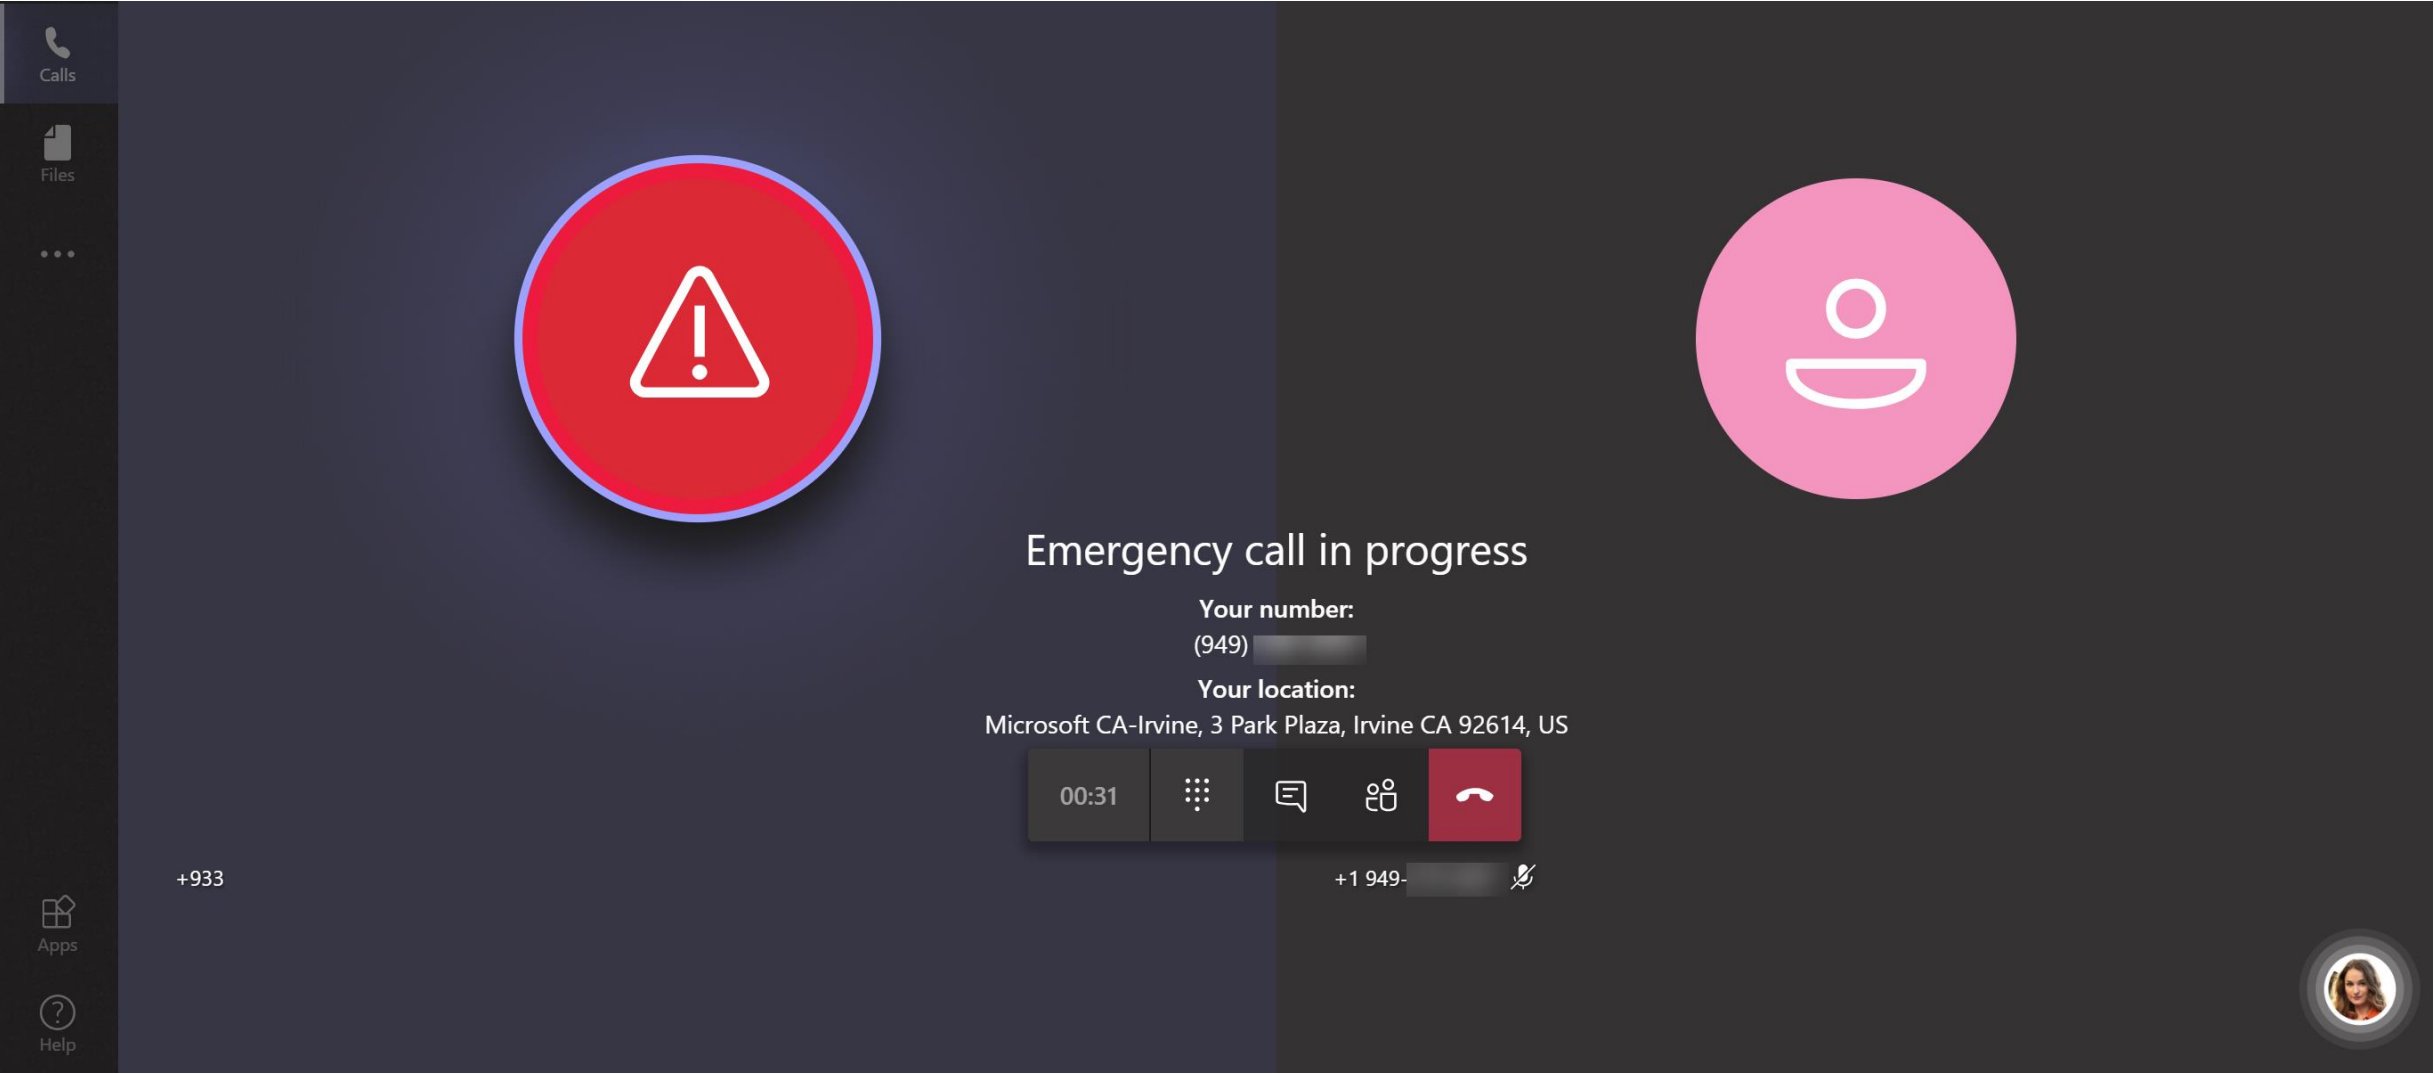 Calls
Files
Emergency call in progress
Your number:
(949)
Your location:
Microsoft CA-Irvine, 3 Park Plaza, Irvine CA 92614, US
00:31
+933
+1 949-
Apps
Help